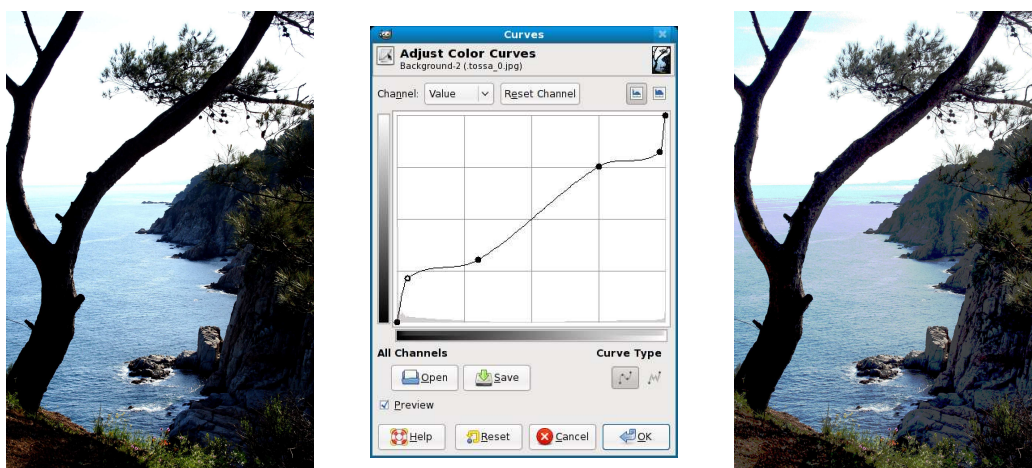 Curves
Adjust Color Curves
Background-2 (.tossa_0.jpg)
Channel: Value Reset Channel
All Channels Curve Type
Open Save
Preview
Help Reset Cancel OK